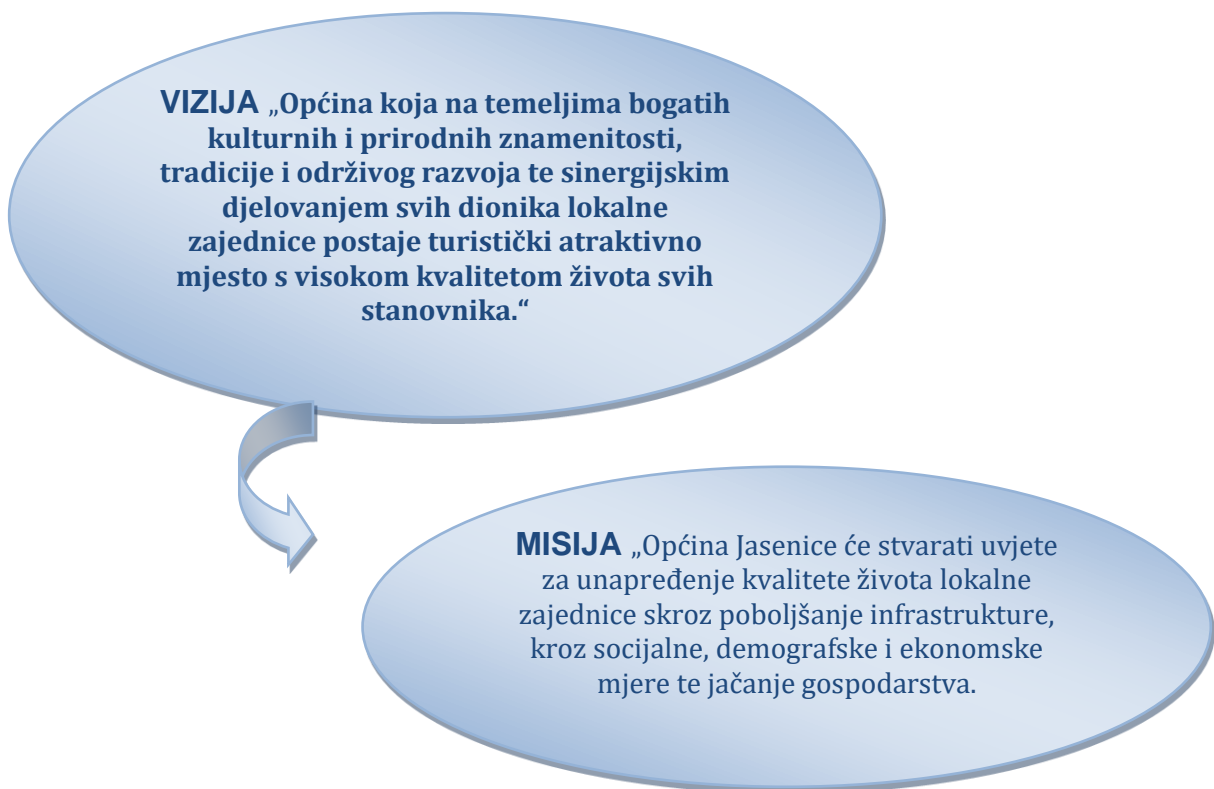 VIZIJA „Općina koja na temeljima bogatih
kulturnih i prirodnih znamenitosti,
tradicije i održivog razvoja te sinergijskim
djelovanjem svih dionika lokalne
zajednice postaje turistički atraktivno
mjesto s visokom kvalitetom života svih
stanovnika.“
MISIJA „Općina Jasenice će stvarati uvjete
za unapređenje kvalitete života lokalne
zajednice skroz poboljšanje infrastrukture,
kroz socijalne, demografske i ekonomske
mjere te jačanje gospodarstva.